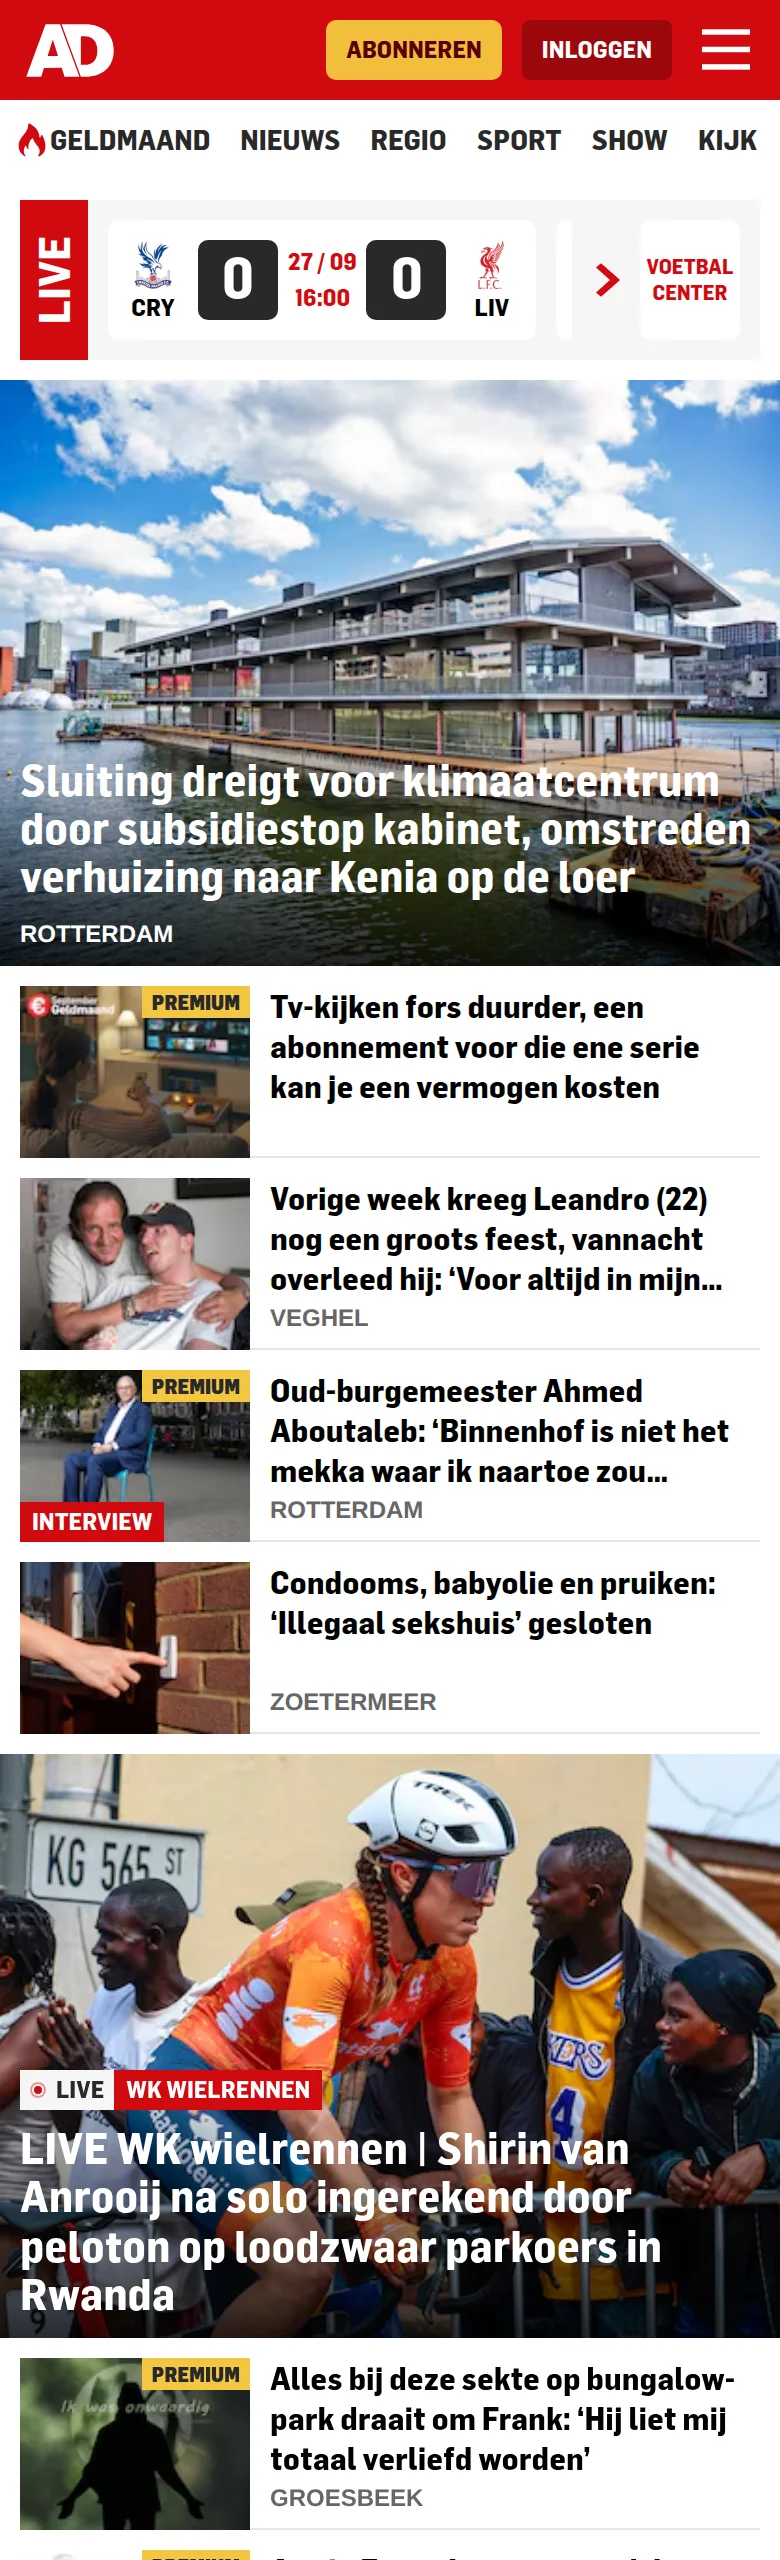 AD
ABONNEREN
INLOGGEN
GELDMAAND NIEUWS REGIO SPORT SHOW KIJK
LIVE
CRY
0
27 / 09
16:00
0
L.F.C.
LIV
VOETBAL
CENTER
Sluiting dreigt voor klimaatcentrum
door subsidiestop kabinet, omstreden
verhuizing naar Kenia op de loer
ROTTERDAM
September
Geldmaand
PREMIUM
Tv-kijken fors duurder, een
abonnement voor die ene serie
kan je een vermogen kosten
Vorige week kreeg Leandro (22)
nog een groots feest, vannacht
overleed hij: ‘Voor altijd in mijn...
VEGHEL
PREMIUM
INTERVIEW
Oud-burgemeester Ahmed
Aboutaleb: ‘Binnenhof is niet het
mekka waar ik naartoe zou...
ROTTERDAM
Condooms, babyolie en pruiken:
‘Illegaal sekshuis’ gesloten
ZOETERMEER
TREK
KG 565 ST
LIVE
WK WIELRENNEN
LIVE WK wielrennen | Shirin van
Anrooij na solo ingerekend door
peloton op loodzwaar parkoers in
Rwanda
9
PREMIUM
Ik was onwaardig
Alles bij deze sekte op bungalow-
park draait om Frank: ‘Hij liet mij
totaal verliefd worden’
GROESBEEK